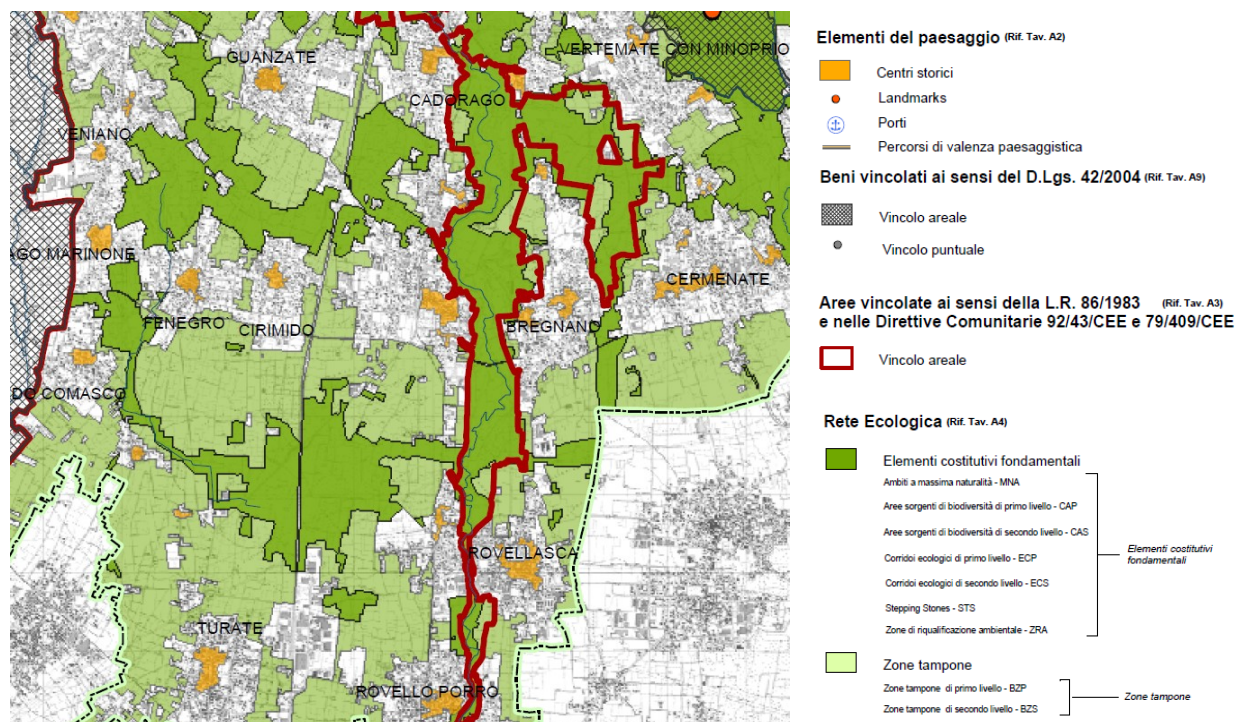 GUANZATE
VERTEMATE CON MINOPRIO
CADORAGO
VENIANO
AGO MARINONE
CERMENATE
FENEGRO
CIRIMIDO
BREGNANO
DO COMASCO
ROVELLASCA
TURATE
ROVELLO PORRO
Elementi del paesaggio (Rif. Tav. A2)
Centri storici
Landmarks
Porti
Percorsi di valenza paesaggistica
Beni vincolati ai sensi del D.Lgs. 42/2004 (Rif. Tav. A9)
Vincolo areale
Vincolo puntuale
Aree vincolate ai sensi della L.R. 86/1983 (Rif. Tav. A3)
e nelle Direttive Comunitarie 92/43/CEE e 79/409/CEE
Vincolo areale
Rete Ecologica (Rif. Tav. A4)
Elementi costitutivi fondamentali
Ambiti a massima naturalità - MNA
Aree sorgenti di biodiversità di primo livello - CAP
Aree sorgenti di biodiversità di secondo livello - CAS
Corridoi ecologici di primo livello - ECP
Corridoi ecologici di secondo livello - ECS
Stepping Stones - STS
Zone di riqualificazione ambientale - ZRA
Elementi costitutivi
fondamentali
Zone tampone
Zone tampone di primo livello - BZP
Zone tampone di secondo livello - BZS
Zone tampone